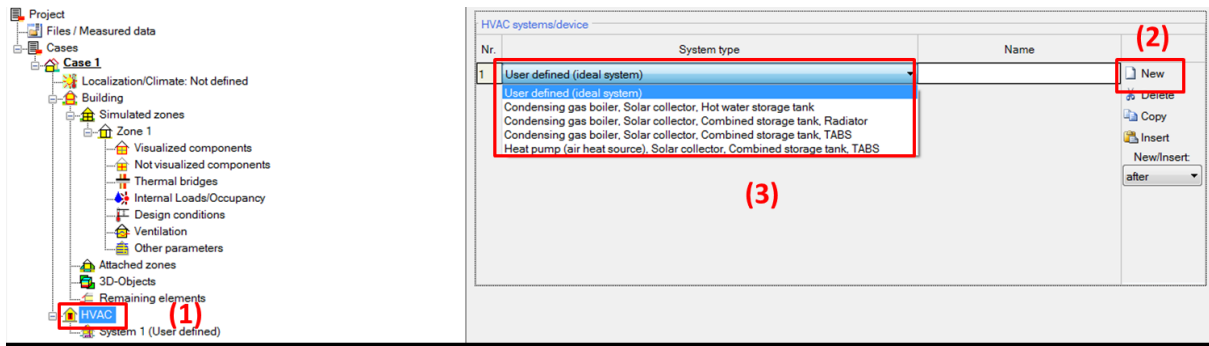 Project
Files / Measured data
Cases
Case 1
Localization/Climate: Not defined
Building
Simulated zones
Zone 1
Visualized components
Not visualized components
Thermal bridges
Internal Loads/Occupancy
Design conditions
Ventilation
Other parameters
Attached zones
3D-Objects
Remaining elements
HVAC
(1)
System 1 (User defined)
HVAC systems/device
Nr.
System type
Name
(2)
1
User defined (ideal system)
New
User defined (ideal system)
Delete
Condensing gas boiler, Solar collector, Hot water storage tank
Copy
Condensing gas boiler, Solar collector, Combined storage tank, Radiator
Condensing gas boiler, Solar collector, Combined storage tank, TABS
Insert
Heat pump (air heat source), Solar collector, Combined storage tank, TABS
New/Insert:
after
(3)